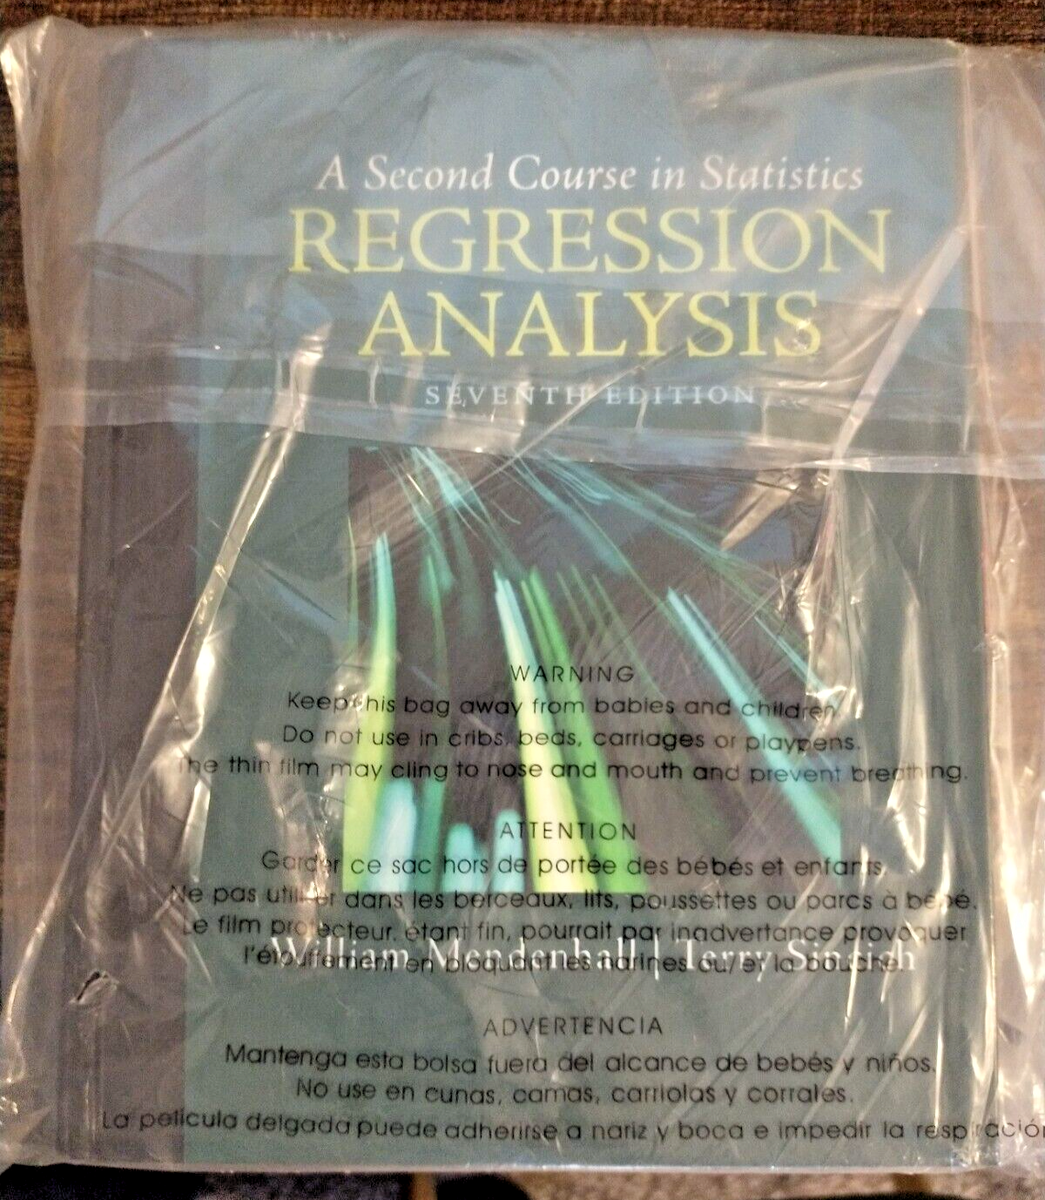 A Second Course in Statistics
REGRESSION
ANALYSIS
SEVENTH EDITION
WARNING
Keep this bag away from babies and children
Do not use in cribs, beds, carriages or playpens.
The thin film may cling to nose and mouth and prevent breathing.
ATTENTION
Garder ce sac hors de portée des bébés et enfants.
Ne pas utiliser dans les berceaux, lits, poussettes ou parcs à bébé.
Le film protecteur, étant fin, pourrait par inadvertance provoquer
William Mendenhall | Terry Sincich
l'étouffement en bloquant les narines ou/et la bouche.
ADVERTENCIA
Mantenga esta bolsa fuera del alcance de bebés y niños.
No use en cunas, camas, carriolas y corrales.
La película delgada puede adherirse a nariz y boca e impedir la respiración